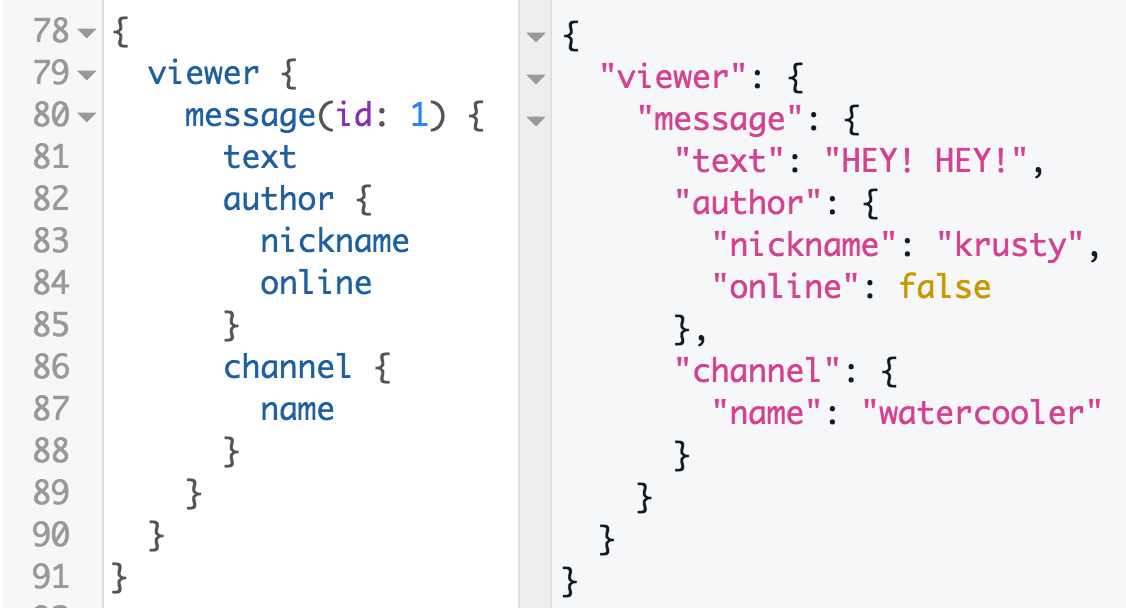 78 {
79   viewer {
80     message(id: 1) {
81       text
82       author {
83         nickname
84         online
85       }
86       channel {
87         name
88       }
89     }
90   }
91 }
{
  "viewer": {
    "message": {
      "text": "HEY! HEY!",
      "author": {
        "nickname": "krusty",
        "online": false
      },
      "channel": {
        "name": "watercooler"
      }
    }
  }
}